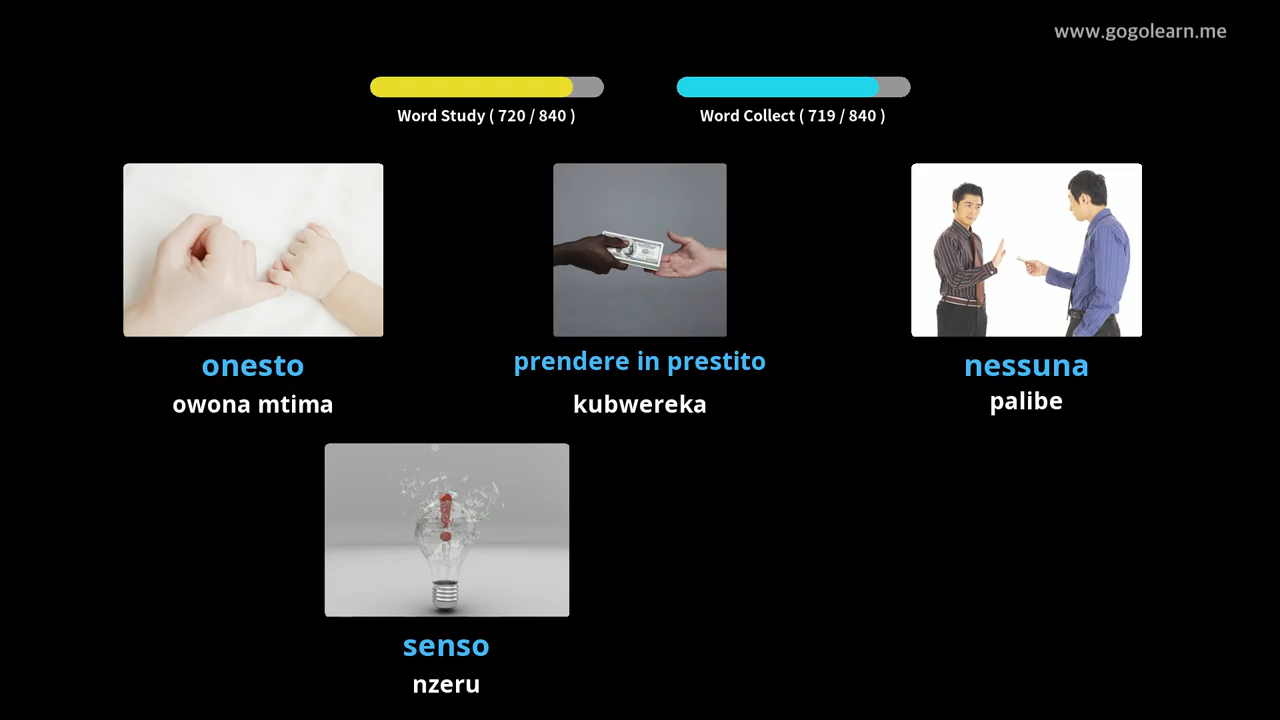 www.gogolearn.me
Word Study ( 720 / 840 )
Word Collect ( 719 / 840 )
onesto
owona mtima
prendere in prestito
kubwereka
nessuna
palibe
senso
nzeru